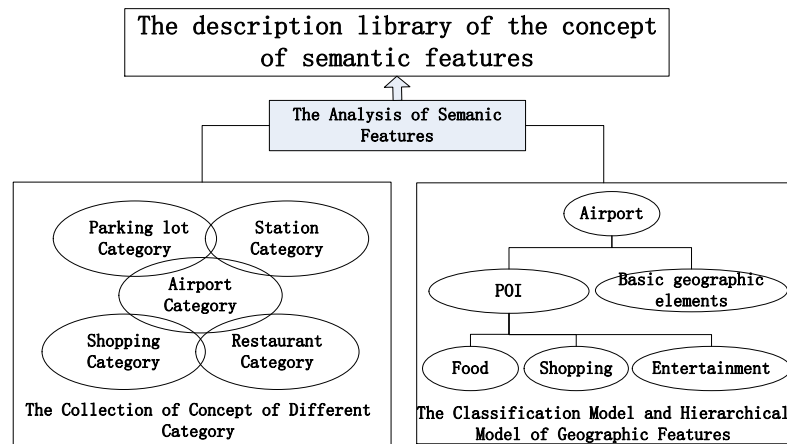 The description library of the concept
of semantic features
The Analysis of Semanic
Features
Parking lot
Category
Station
Category
Airport
Category
Shopping
Category
Restaurant
Category
The Collection of Concept of Different
Category
Airport
POI
Basic geographic
elements
Food
Shopping
Entertainment
The Classification Model and Hierarchical
Model of Geographic Features